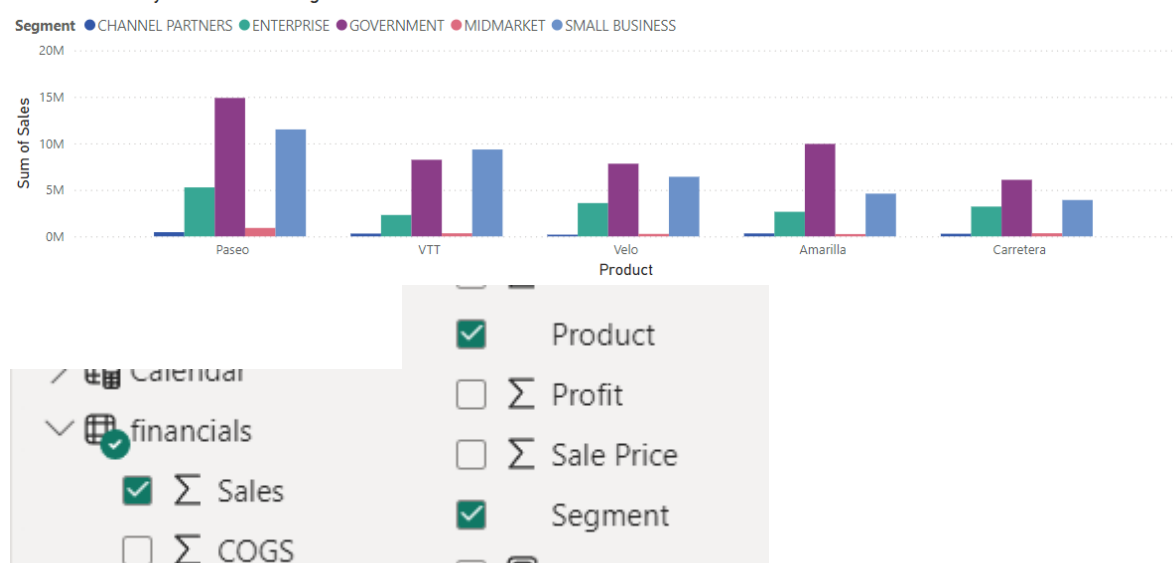 Segment CHANNEL PARTNERS ENTERPRISE GOVERNMENT MIDMARKET SMALL BUSINESS
20M
15M
10M
5M
0M
Sum of Sales
Paseo VTT Velo Amarilla Carretera
Product
Calendar
financials
Σ Sales
Σ COGS
Product
Σ Profit
Σ Sale Price
Segment